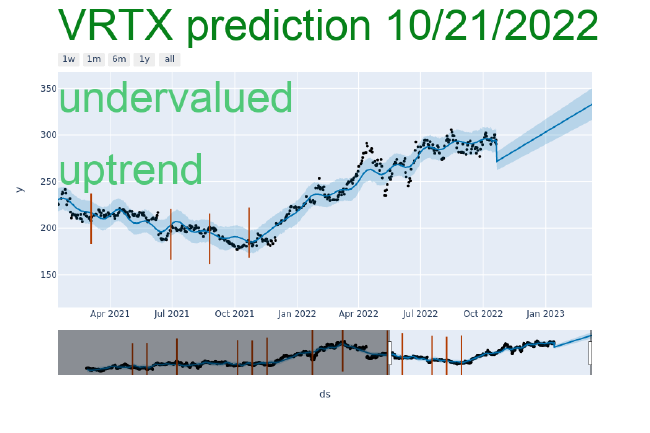 VRTX prediction 10/21/2022
1w 1m 6m 1y all
350
undervalued
300
uptrend
250
y
200
150
Apr 2021 Jul 2021 Oct 2021 Jan 2022 Apr 2022 Jul 2022 Oct 2022 Jan 2023
ds